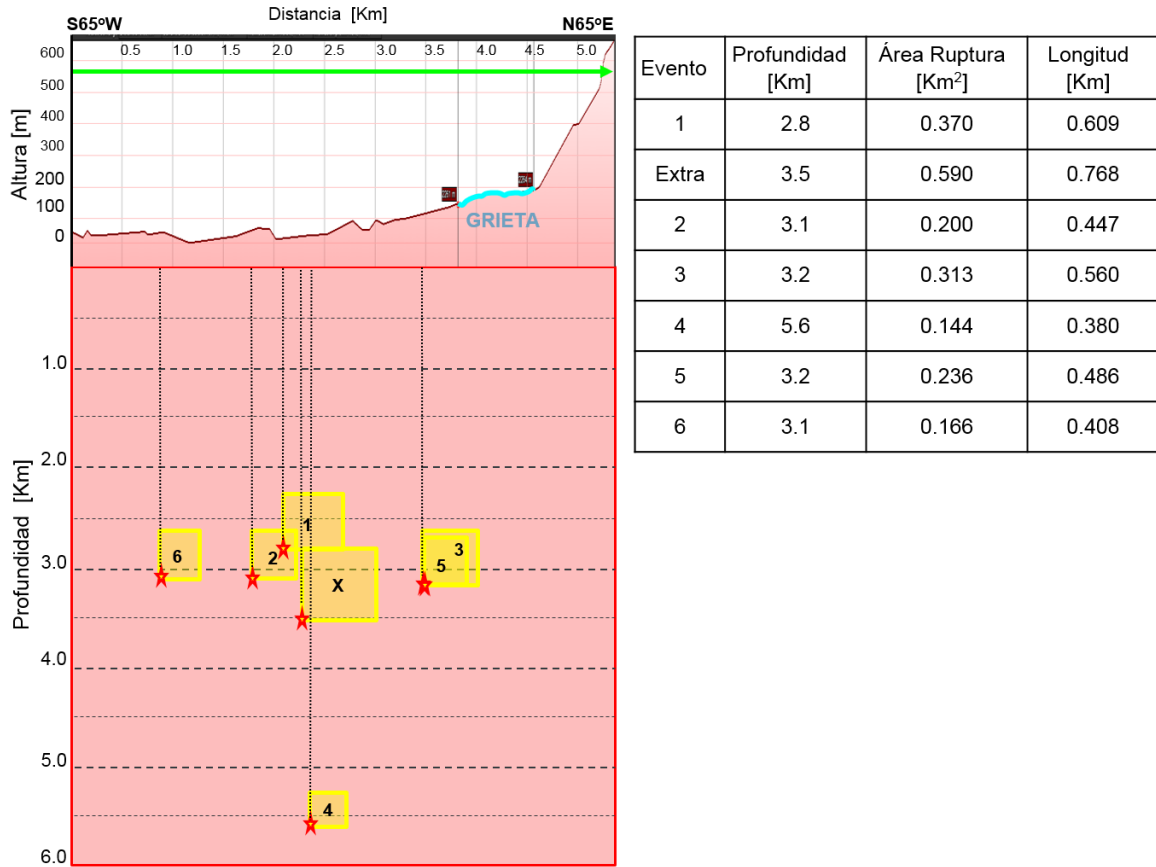 Distancia [Km]
S65ºW
N65ºE
0.5 1.0 1.5 2.0 2.5 3.0 3.5 4.0 4.5 5.0
Altura [m]
600
500
400
300
200
100
0
GRIETA
Profundidad [Km]
1.0
2.0
3.0
4.0
5.0
6.0
6
2
1
X
3
5
4
Evento Profundidad [Km] Área Ruptura [Km²] Longitud [Km]
1 2.8 0.370 0.609
Extra 3.5 0.590 0.768
2 3.1 0.200 0.447
3 3.2 0.313 0.560
4 5.6 0.144 0.380
5 3.2 0.236 0.486
6 3.1 0.166 0.408